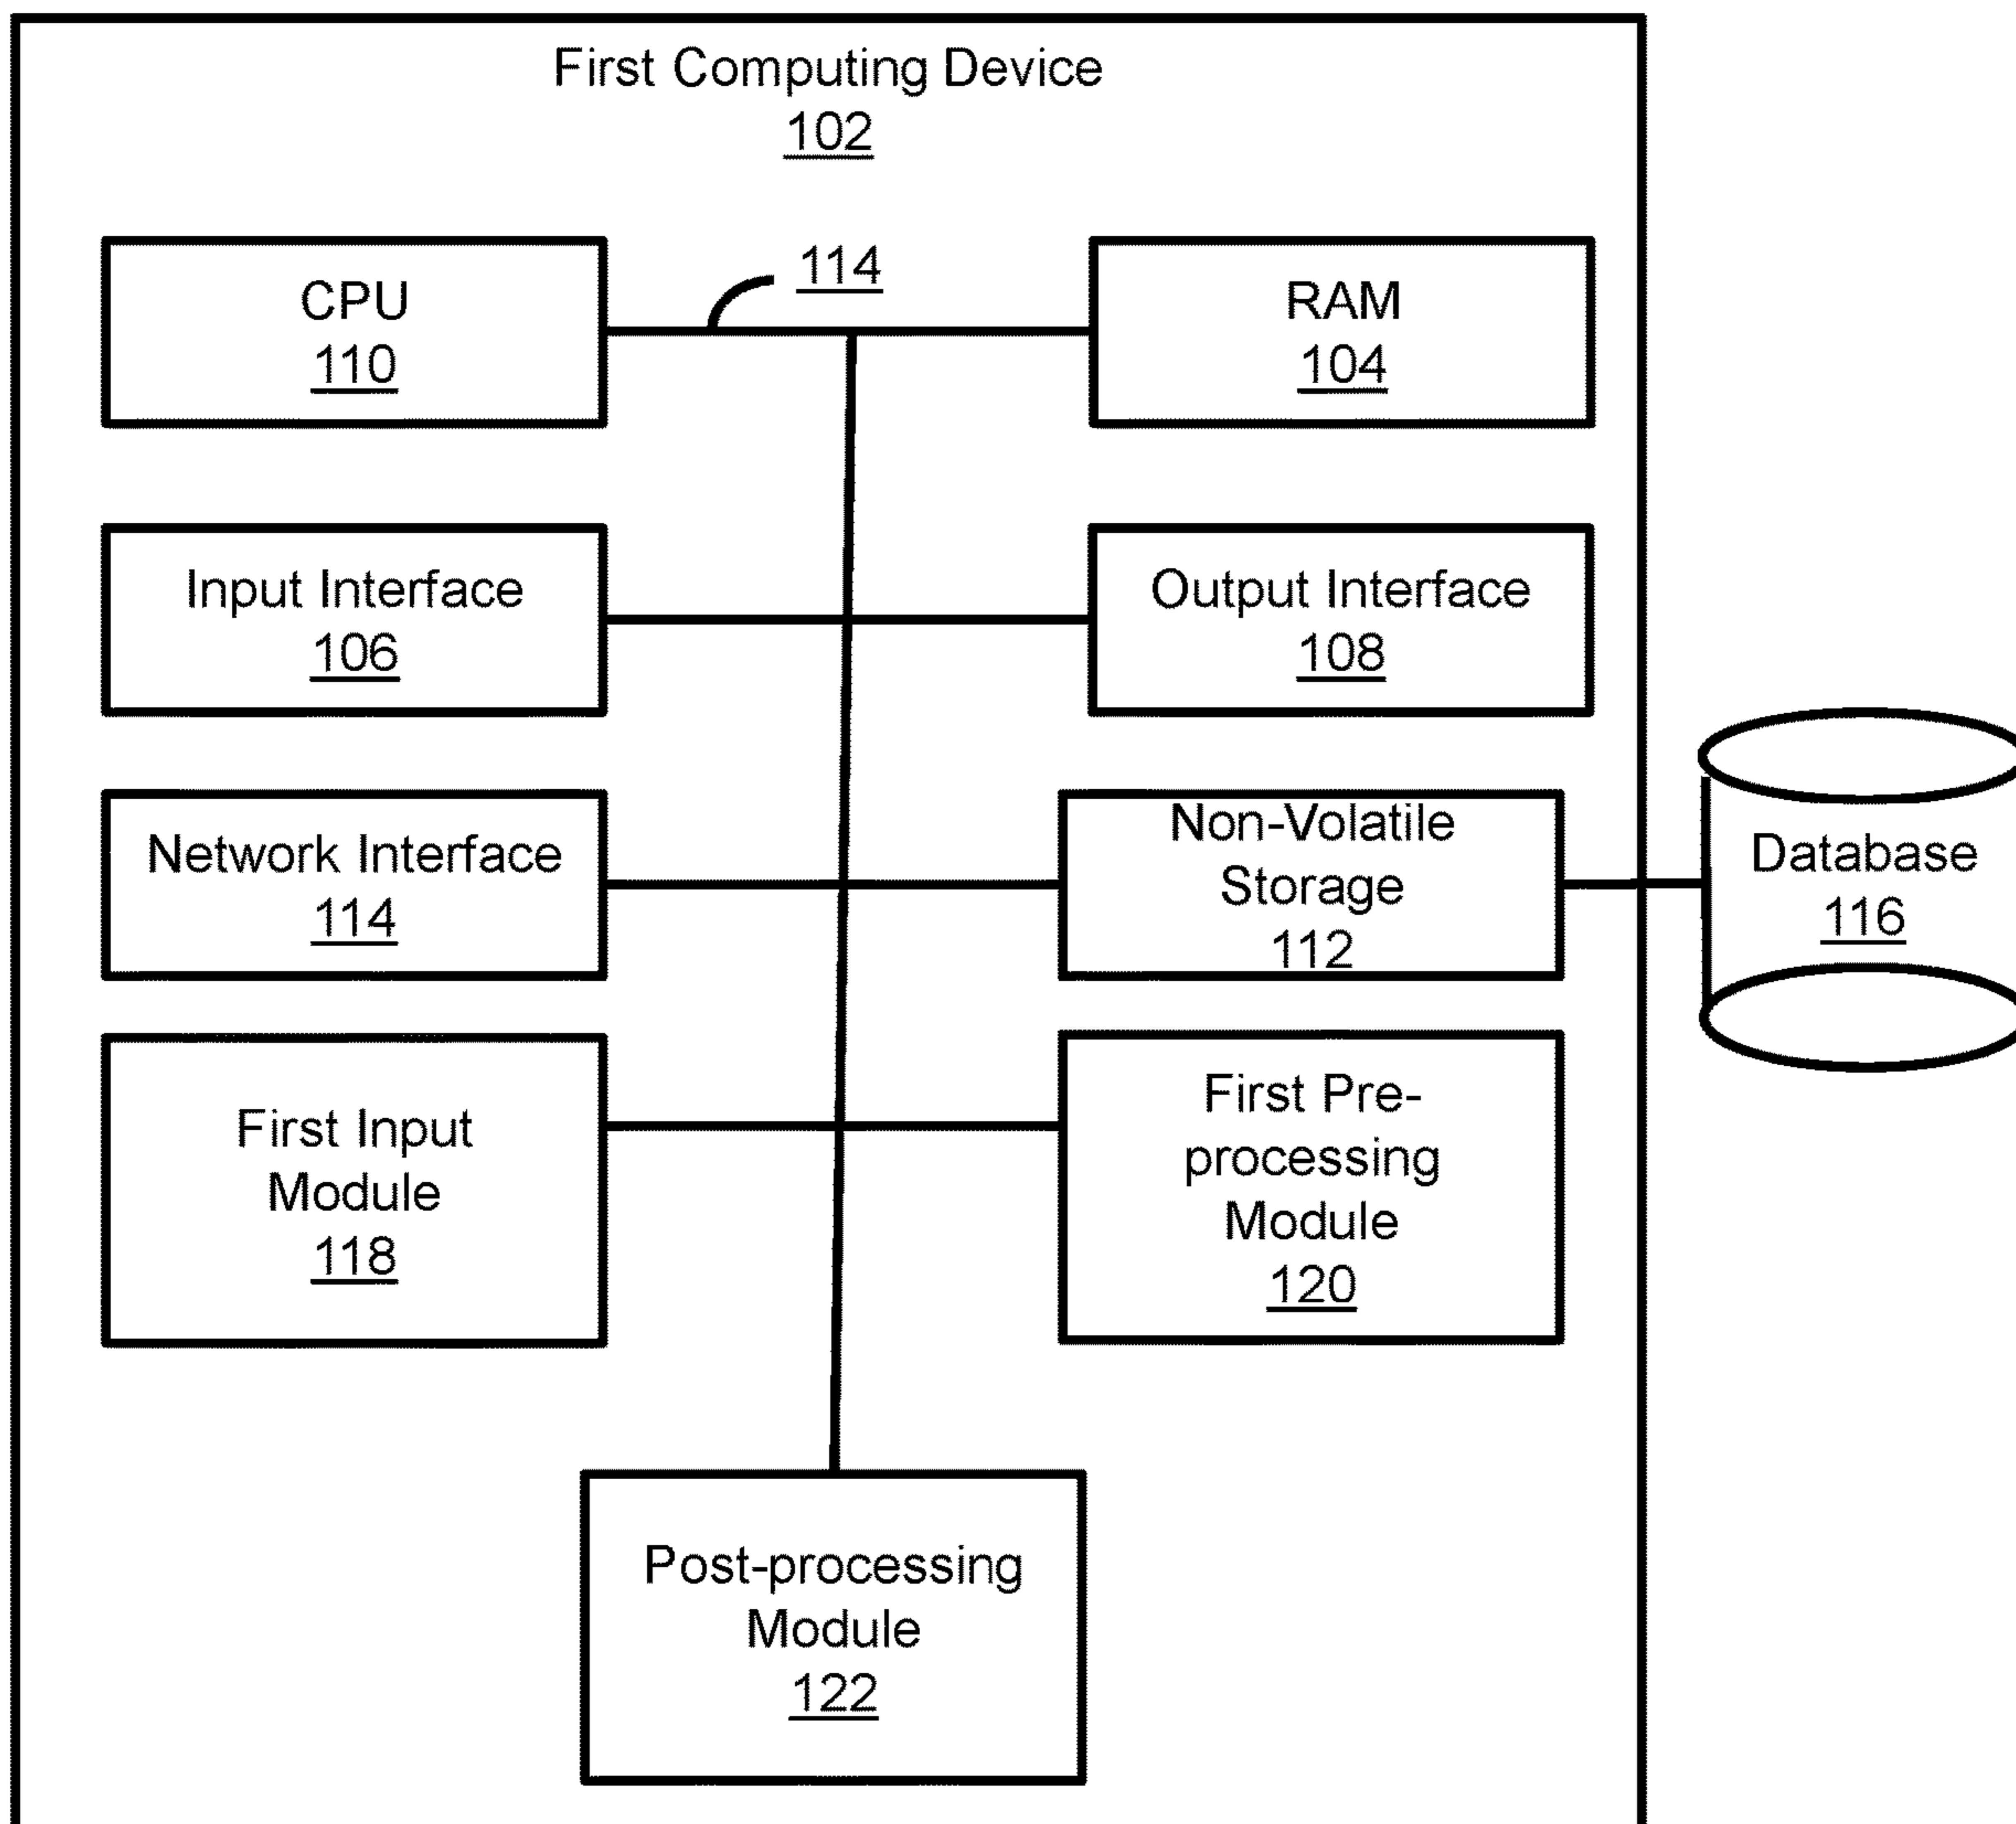 First Computing Device
102
CPU
110
114
RAM
104
Input Interface
106
Output Interface
108
Network Interface
114
Non-Volatile
Storage
112
Database
116
First Input
Module
118
First Pre-
processing
Module
120
Post-processing
Module
122